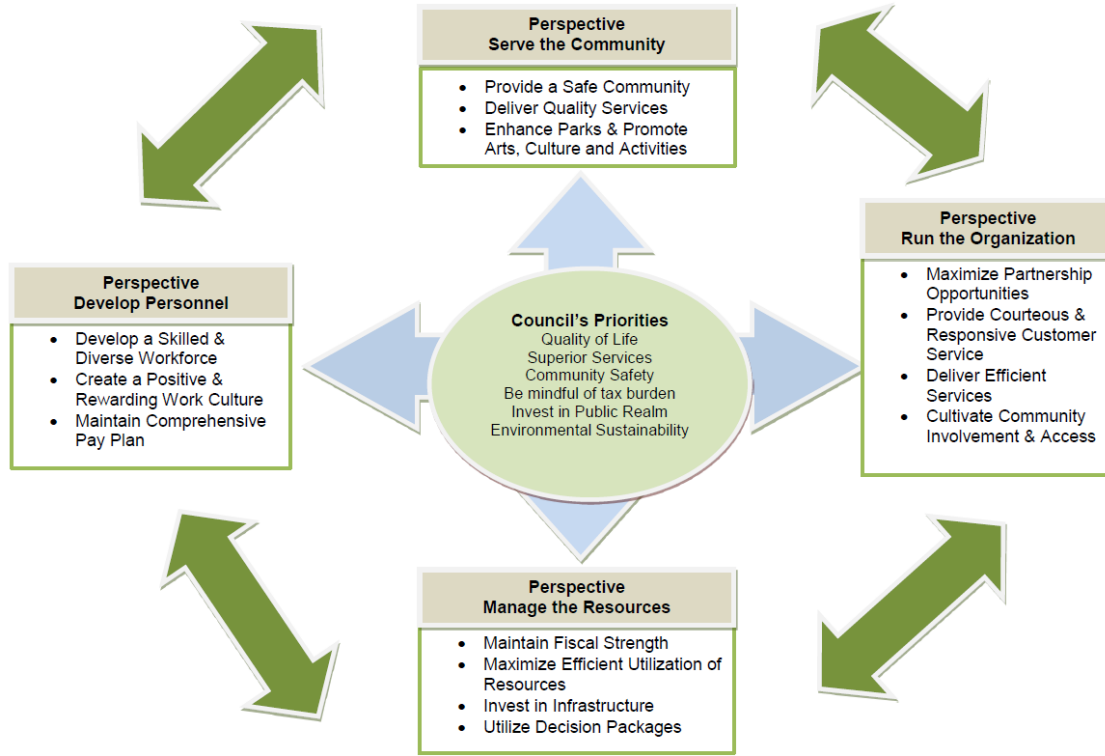 Perspective
Serve the Community
• Provide a Safe Community
• Deliver Quality Services
• Enhance Parks & Promote
Arts, Culture and Activities
Perspective
Develop Personnel
• Develop a Skilled &
Diverse Workforce
• Create a Positive &
Rewarding Work Culture
• Maintain Comprehensive
Pay Plan
Council's Priorities
Quality of Life
Superior Services
Community Safety
Be mindful of tax burden
Invest in Public Realm
Environmental Sustainability
Perspective
Run the Organization
• Maximize Partnership
Opportunities
• Provide Courteous &
Responsive Customer
Service
• Deliver Efficient
Services
• Cultivate Community
Involvement & Access
Perspective
Manage the Resources
• Maintain Fiscal Strength
• Maximize Efficient Utilization of
Resources
• Invest in Infrastructure
• Utilize Decision Packages